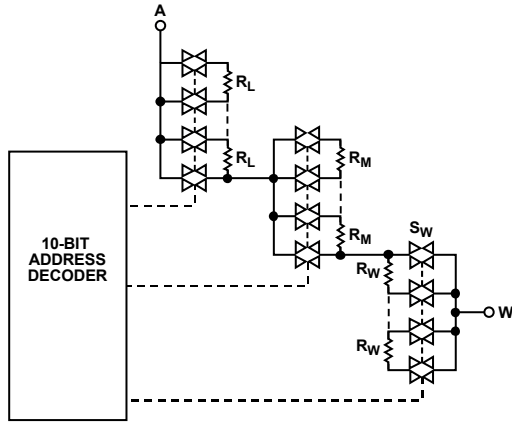 A
R_L
R_L
R_M
R_M
S_W
R_W
W
R_W
10-BIT
ADDRESS
DECODER